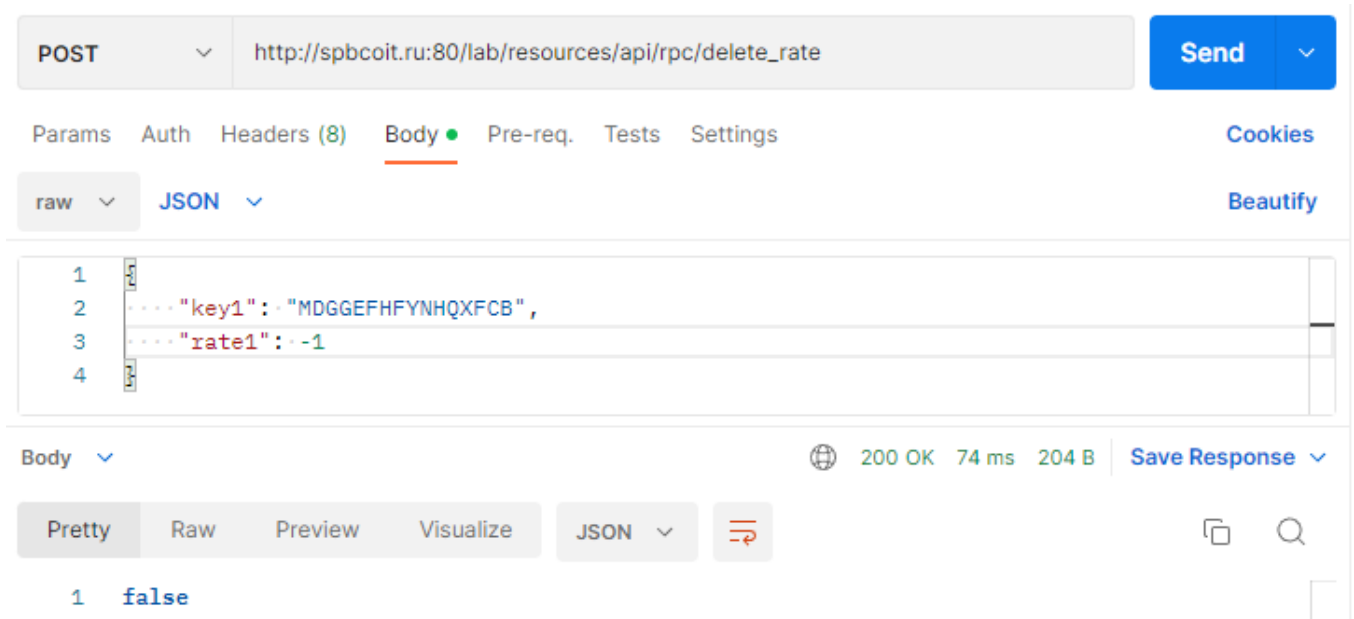 POST http://spbcoit.ru:80/lab/resources/api/rpc/delete_rate Send
Params Auth Headers (8) Body Pre-req. Tests Settings Cookies
raw JSON Beautify
1 {
2 "key1": "MDGGEFHFYNHQXFCB",
3 "rate1": -1
4 }
Body 200 OK 74 ms 204 B Save Response
Pretty Raw Preview Visualize JSON
1 false